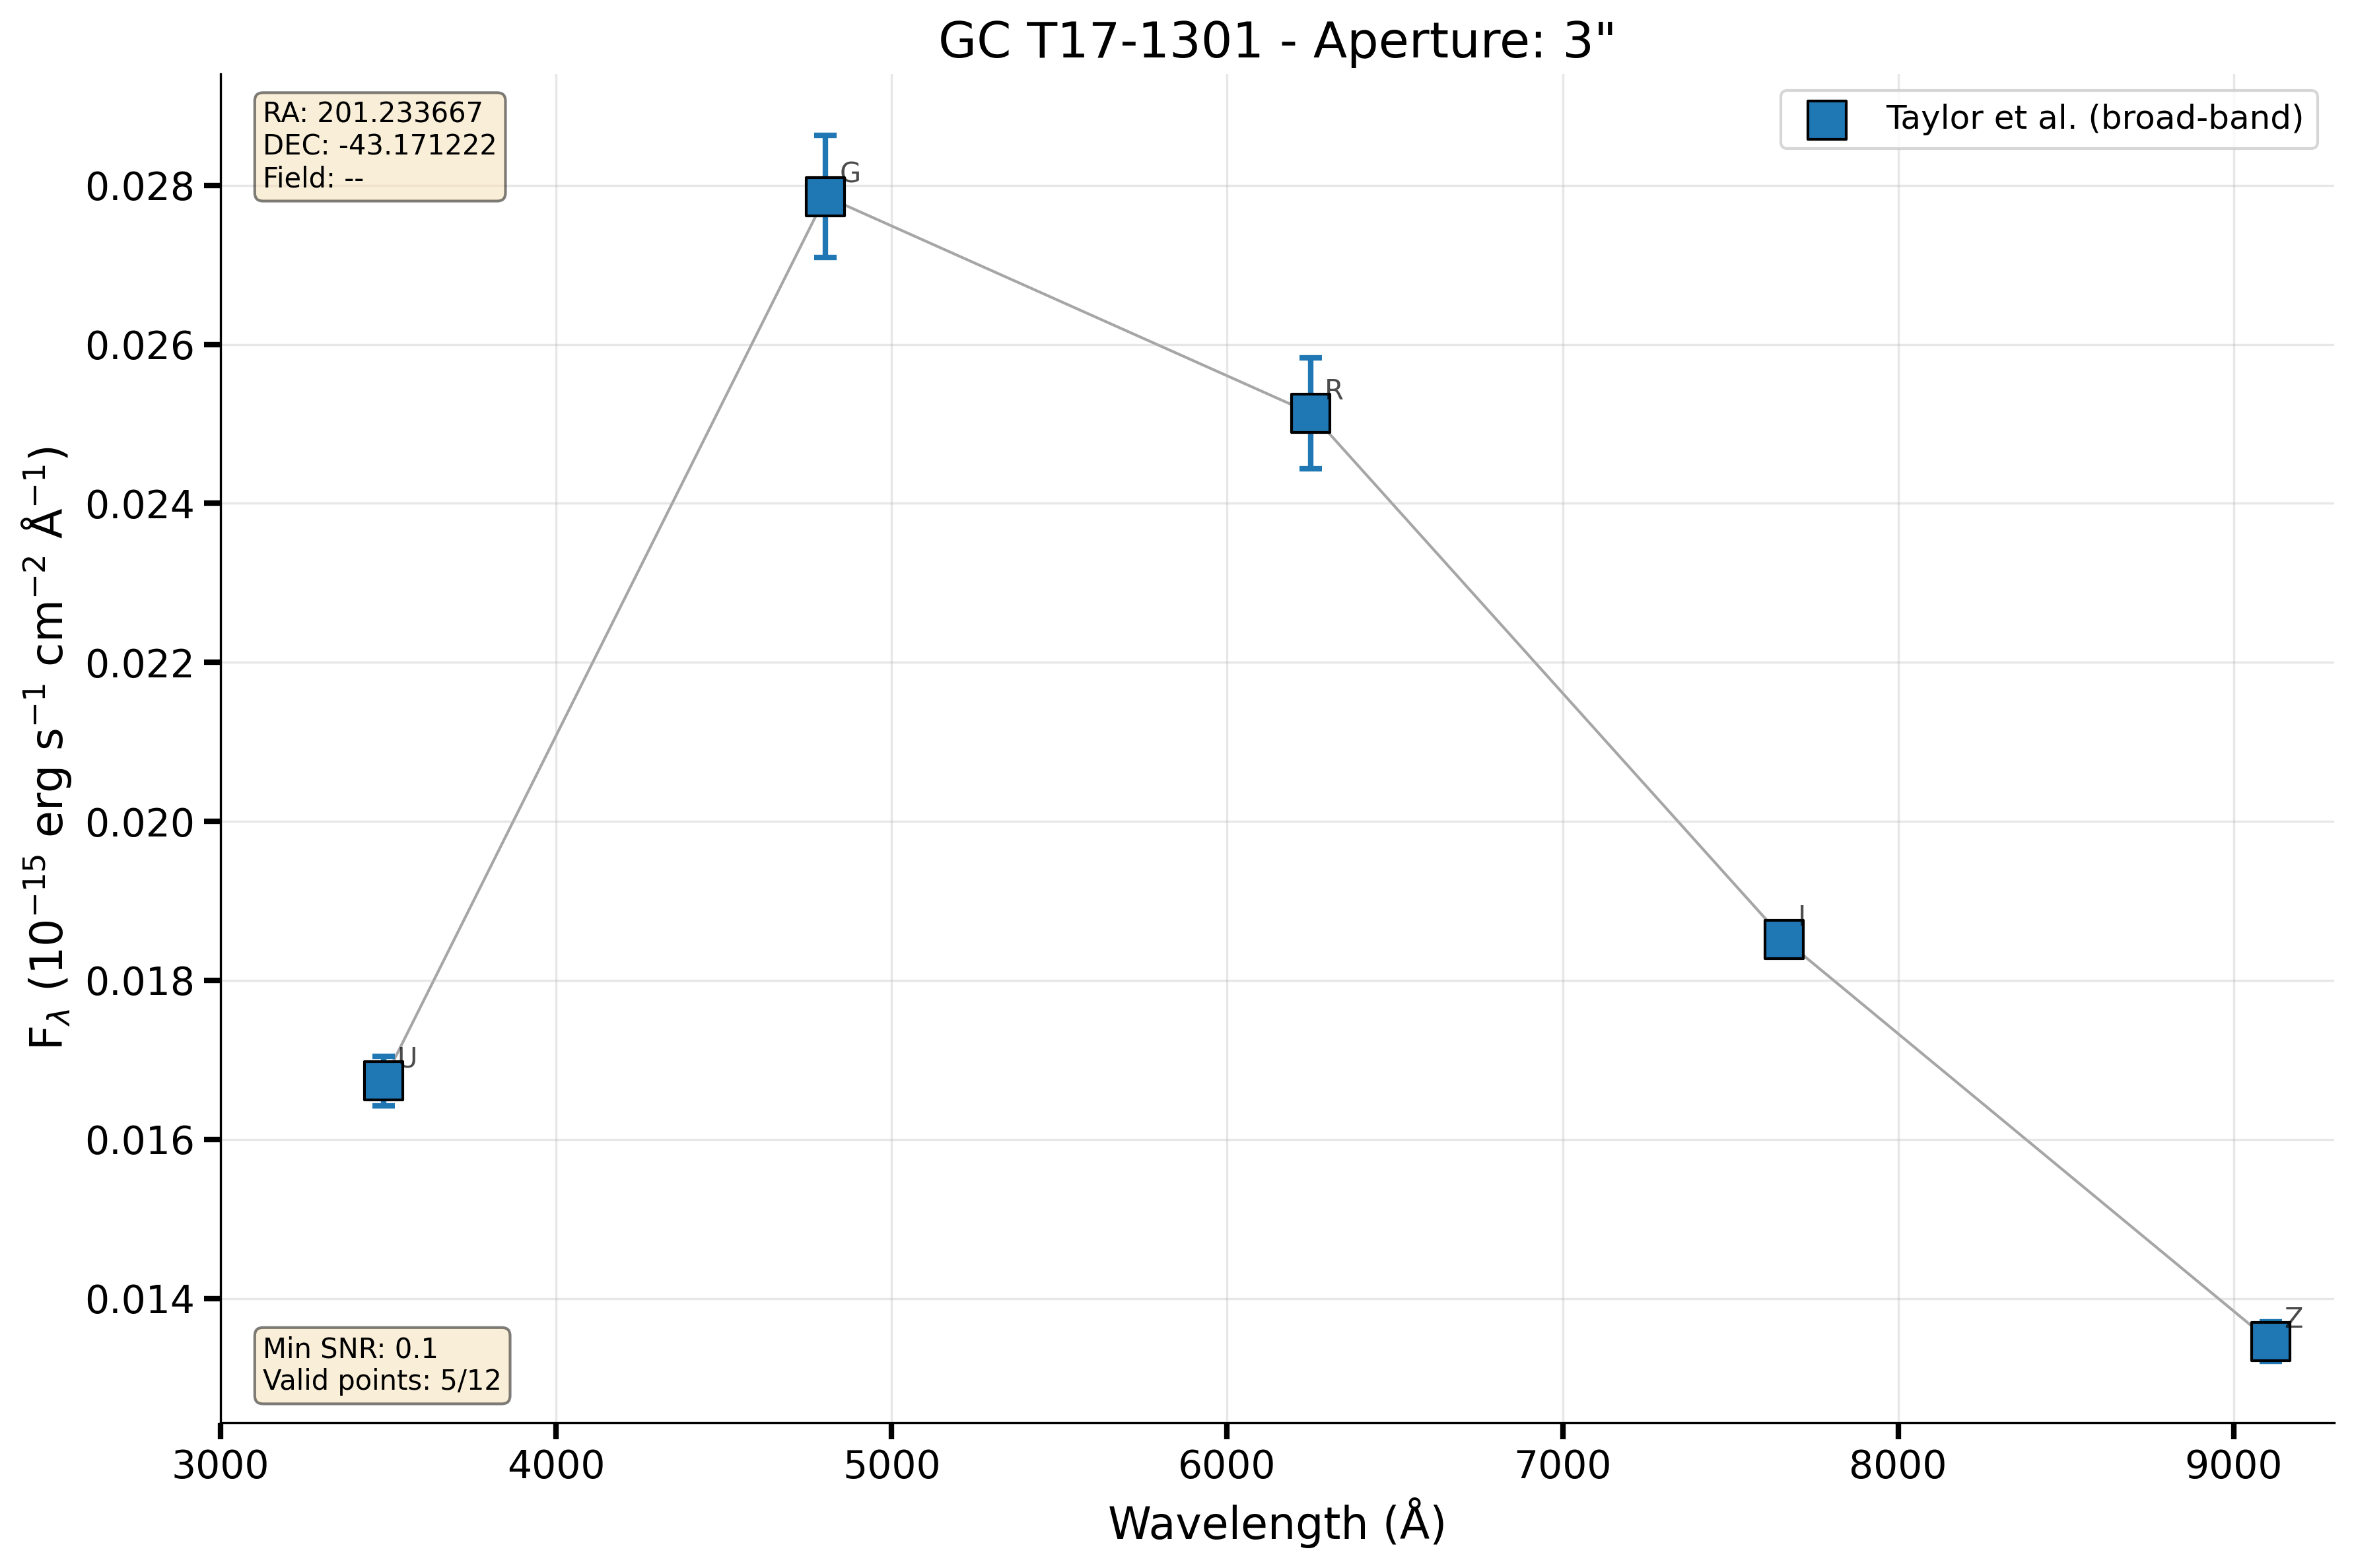 GC T17-1301 - Aperture: 3"
RA: 201.233667
DEC: -43.171222
Field: --
Taylor et al. (broad-band)
G
R
I
U
Z
0.028
0.026
0.024
0.022
0.020
0.018
0.016
0.014
F_λ (10⁻¹⁵ erg s⁻¹ cm⁻² Å⁻¹)
Min SNR: 0.1
Valid points: 5/12
3000 4000 5000 6000 7000 8000 9000
Wavelength (Å)